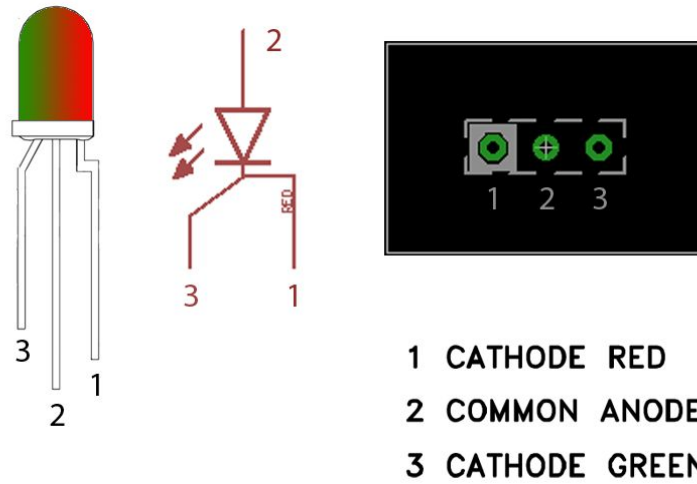 2
RED
3
1
3
2
1
1 2 3
1 CATHODE RED
2 COMMON ANODE
3 CATHODE GREEN